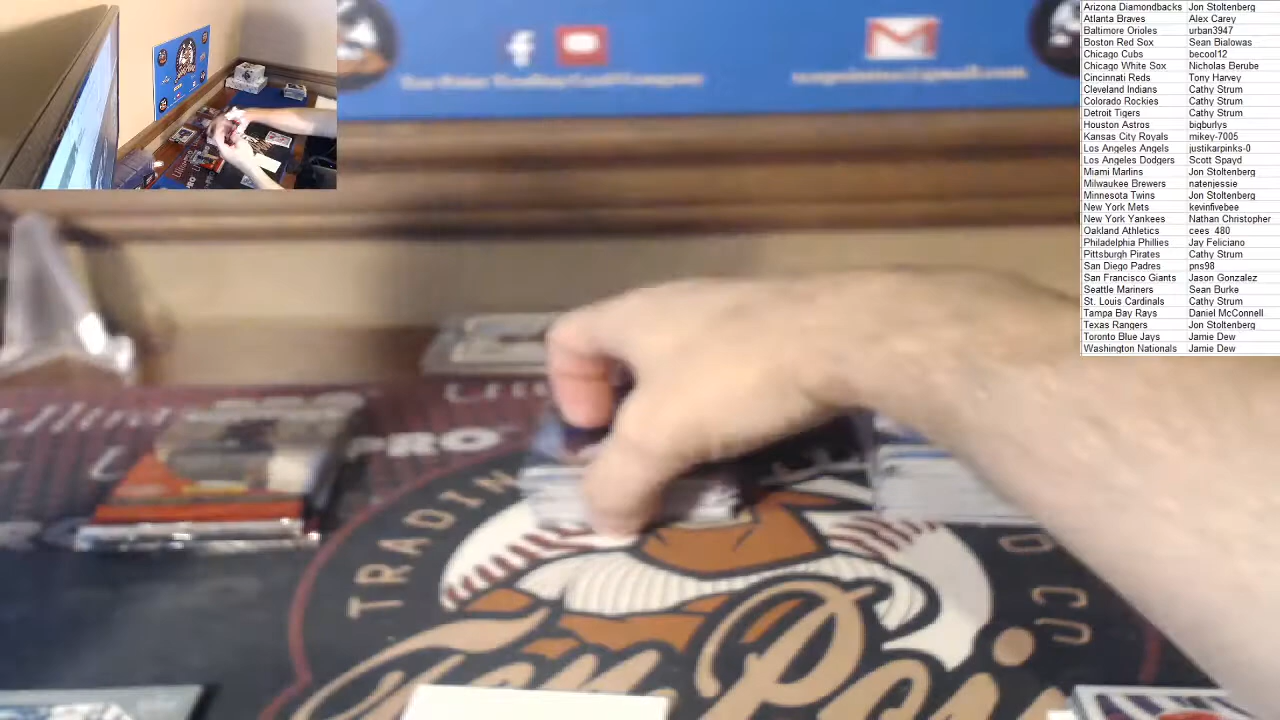 Arizona Diamondbacks Jon Stoltenberg
Atlanta Braves Alex Carey
Baltimore Orioles urban3947
Boston Red Sox Sean Bialowas
Chicago Cubs becool12
Chicago White Sox Nicholas Berube
Cincinnati Reds Tony Harvey
Cleveland Indians Cathy Strum
Colorado Rockies Cathy Strum
Detroit Tigers Cathy Strum
Houston Astros bigburlys
Kansas City Royals mikey-7005
Los Angeles Angels justikarpinks-0
Los Angeles Dodgers Scott Spayd
Miami Marlins Jon Stoltenberg
Milwaukee Brewers natenjessie
Minnesota Twins Jon Stoltenberg
New York Mets kevinfivebee
New York Yankees Nathan Christopher
Oakland Athletics cees_480
Philadelphia Phillies Jay Feliciano
Pittsburgh Pirates Cathy Strum
San Diego Padres pns98
San Francisco Giants Jason Gonzalez
Seattle Mariners Sean Burke
St. Louis Cardinals Cathy Strum
Tampa Bay Rays Daniel McConnell
Texas Rangers Jon Stoltenberg
Toronto Blue Jays Jamie Dew
Washington Nationals Jamie Dew
PRO
TRADIN
CO